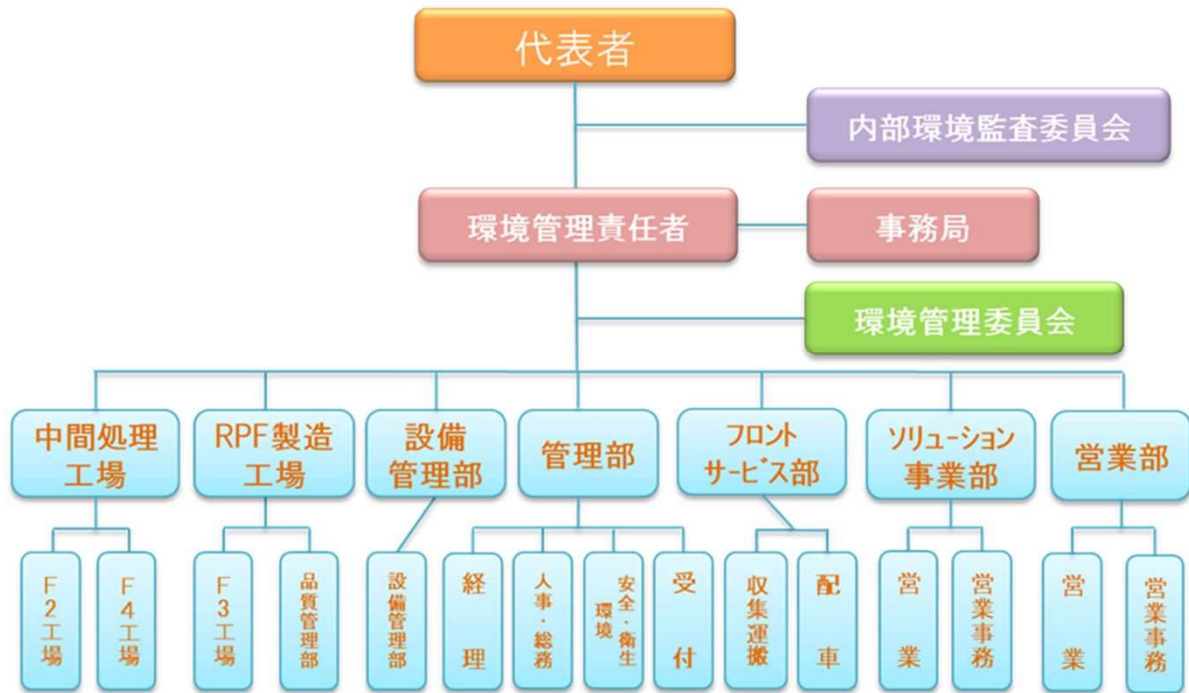 代表者
内部環境監査委員会
環境管理責任者
事務局
環境管理委員会
中間処理
工場
RPF製造
工場
設備
管理部
管理部
フロント
サービス部
ソリューション
事業部
営業部
F2工場
F4工場
F3工場
品質管理部
設備管理部
経理
人事・総務
安全・衛生
環境
受付
収集運搬
配車
営業
営業事務
営業
営業事務